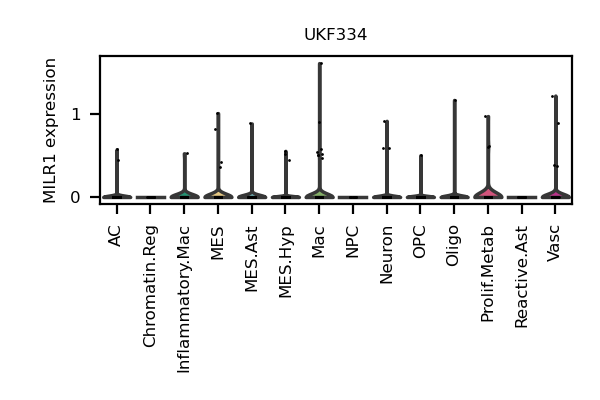 UKF334
MILR1 expression
1
0
AC
Chromatin.Reg
Inflammatory.Mac
MES
MES.Ast
MES.Hyp
Mac
NPC
Neuron
OPC
Oligo
Prolif.Metab
Reactive.Ast
Vasc